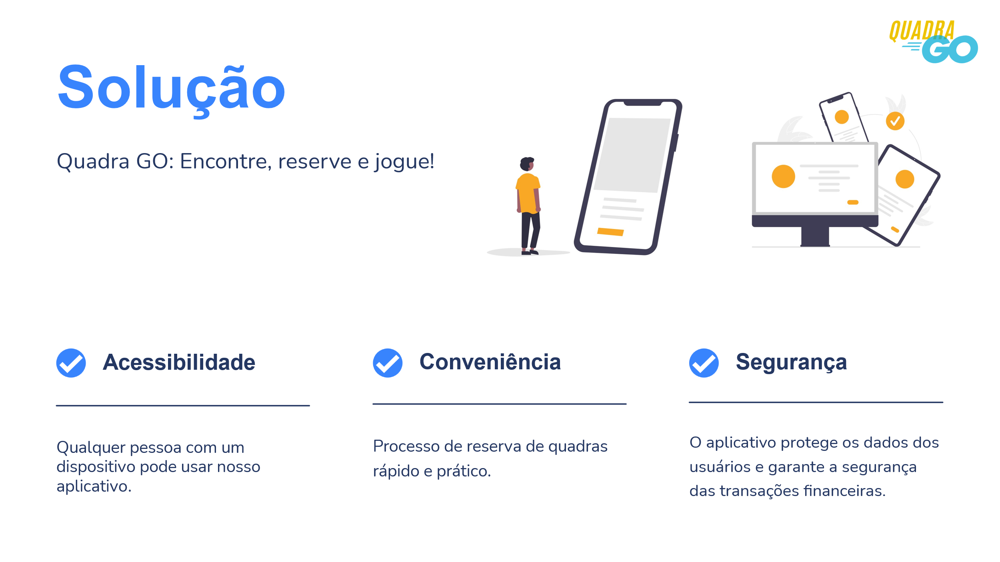 QUADRA
GO
Solução
Quadra GO: Encontre, reserve e jogue!
Acessibilidade
Qualquer pessoa com um
dispositivo pode usar nosso
aplicativo.
Conveniência
Processo de reserva de quadras
rápido e prático.
Segurança
O aplicativo protege os dados dos
usuários e garante a segurança
das transações financeiras.